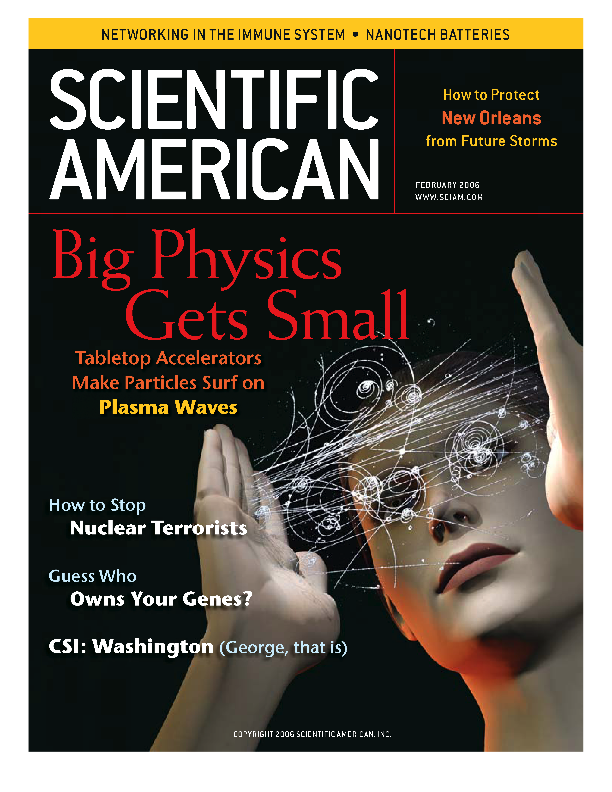 NETWORKING IN THE IMMUNE SYSTEM • NANOTECH BATTERIES
SCIENTIFIC
AMERICAN
How to Protect
New Orleans
from Future Storms
FEBRUARY 2006
WWW.SCIAM.COM
Big Physics
Gets Small
Tabletop Accelerators
Make Particles Surf on
Plasma Waves
How to Stop
Nuclear Terrorists
Guess Who
Owns Your Genes?
CSI: Washington (George, that is)
COPYRIGHT 2006 SCIENTIFIC AMERICAN, INC.